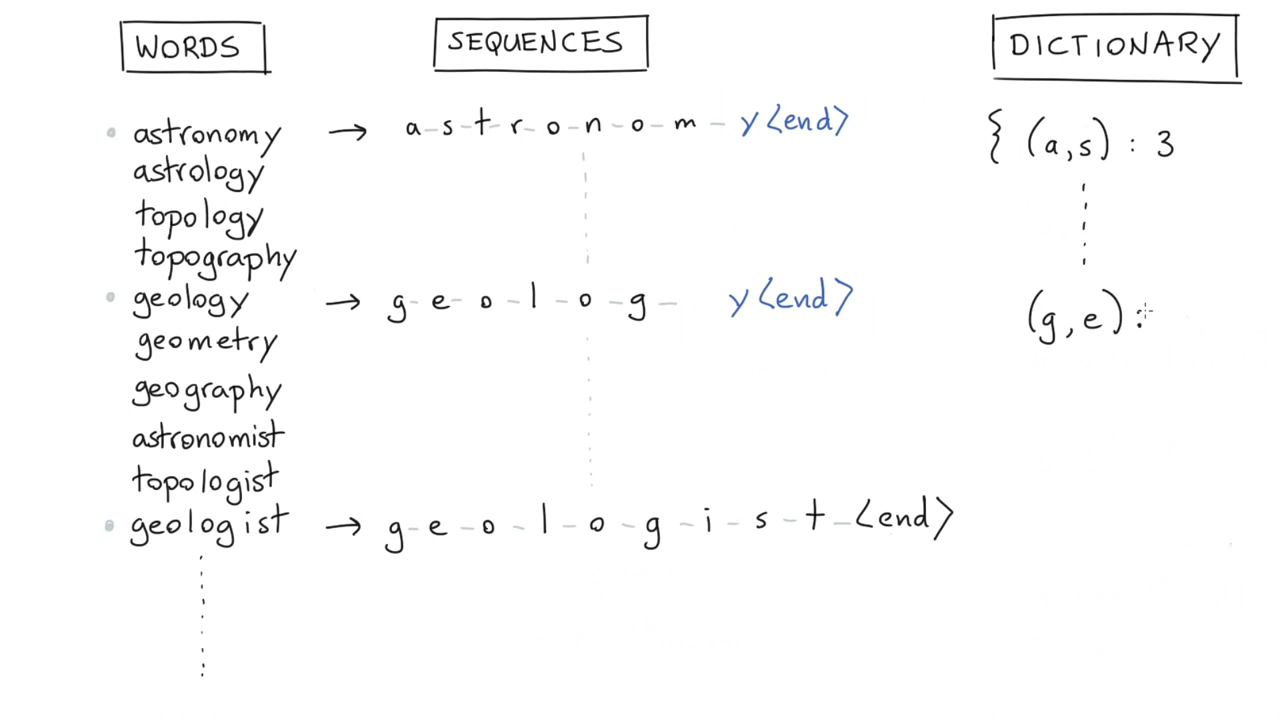 WORDS
SEQUENCES
DICTIONARY
astronomy → a-s-t-r-o-n-o-m-y<end>
{ (a,s) : 3
astrology
topology
topography
geology → g-e-o-l-o-g- y<end>
(g,e) :
geometry
geography
astronomist
topologist
geologist → g-e-o-l-o-g-i-s-t-<end>